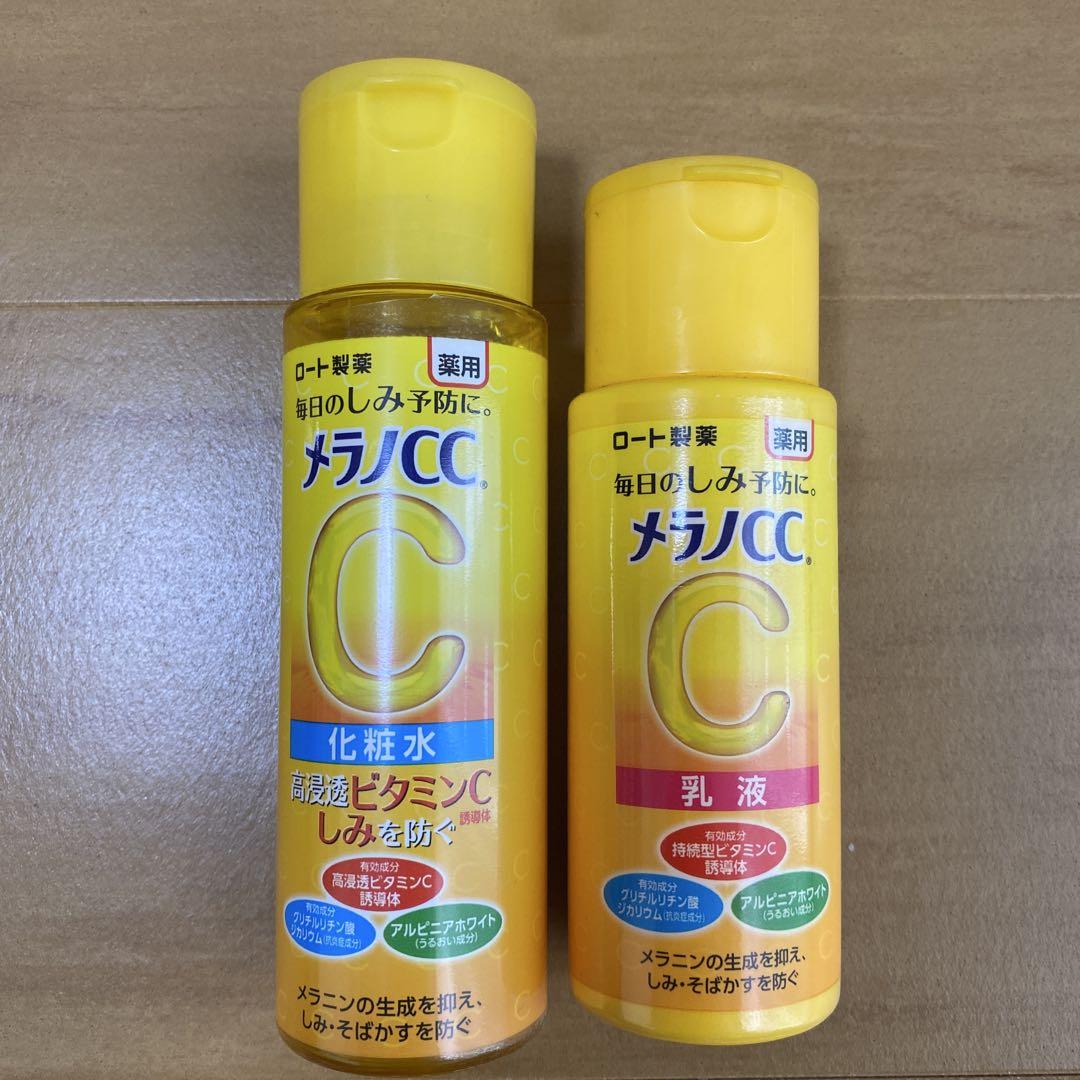 ロート製薬
薬用
毎日のしみ予防に。
メラノCC®
C
化粧水
高浸透ビタミンC
誘導体
しみを防ぐ
有効成分
高浸透ビタミンC
誘導体
有効成分
グリチルリチン酸
ジカリウム(抗炎症成分)
アルピニアホワイト
(うるおい成分)
メラニンの生成を抑え、
しみ・そばかすを防ぐ
ロート製薬
薬用
毎日のしみ予防に。
メラノCC®
C
乳液
有効成分
持続型ビタミンC
誘導体
有効成分
グリチルリチン酸
ジカリウム(抗炎症成分)
アルピニアホワイト
(うるおい成分)
メラニンの生成を抑え、
しみ・そばかすを防ぐ